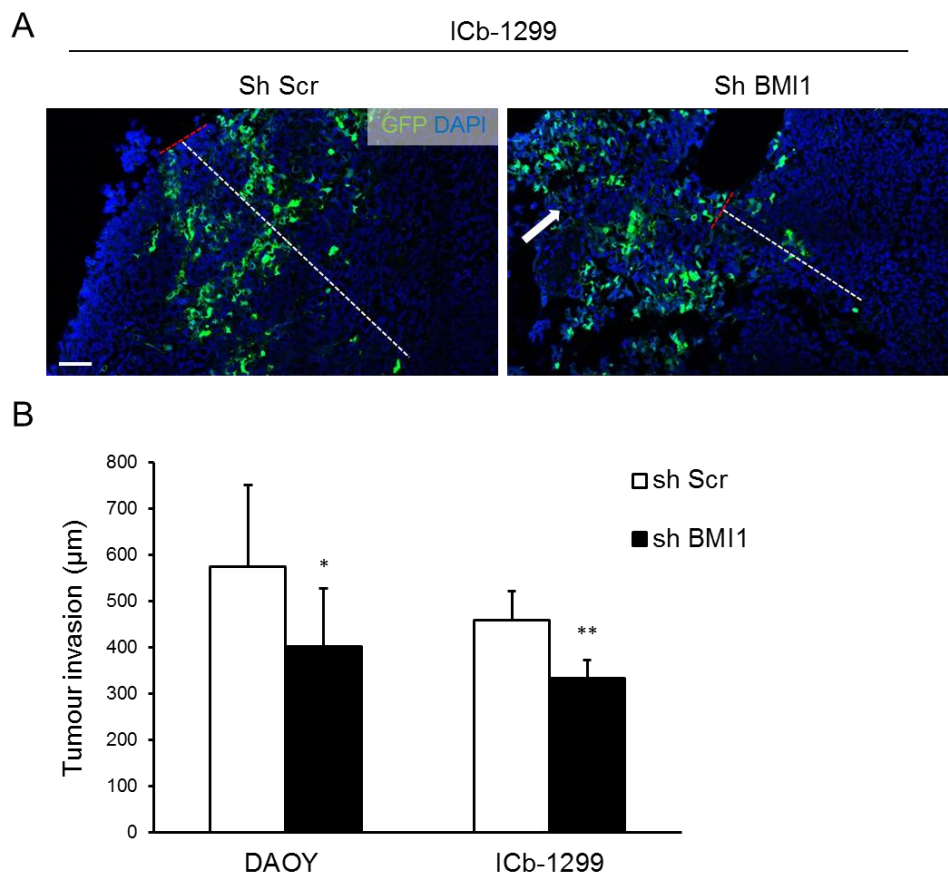 A
ICb-1299
Sh Scr
Sh BMI1
GFP DAPI
B
Tumour invasion (µm)
800
700
600
500
400
300
200
100
0
sh Scr
sh BMI1
*
**
DAOY
ICb-1299